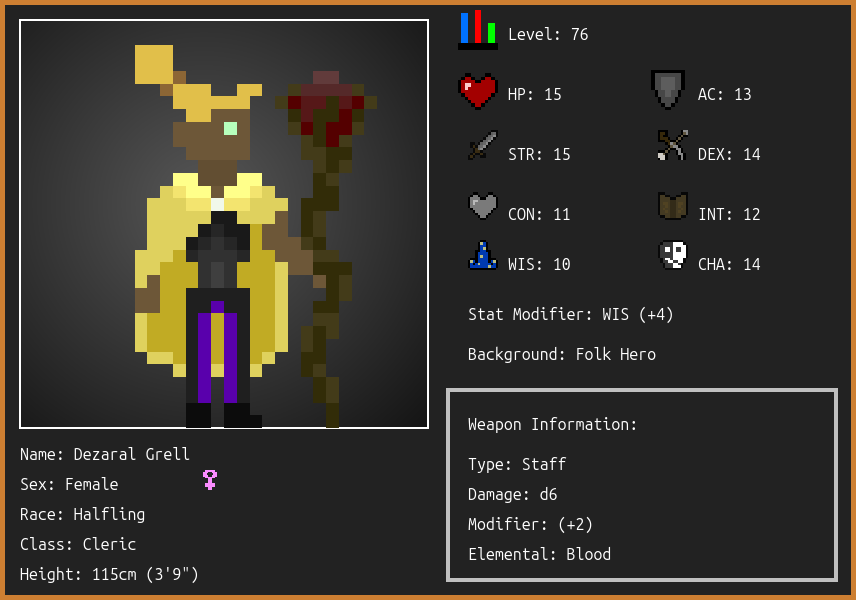 Level: 76
HP: 15
AC: 13
STR: 15
DEX: 14
CON: 11
INT: 12
WIS: 10
CHA: 14
Stat Modifier: WIS (+4)
Background: Folk Hero
Weapon Information:
Type: Staff
Damage: d6
Modifier: (+2)
Elemental: Blood
Name: Dezaral Grell
Sex: Female
Race: Halfling
Class: Cleric
Height: 115cm (3'9")